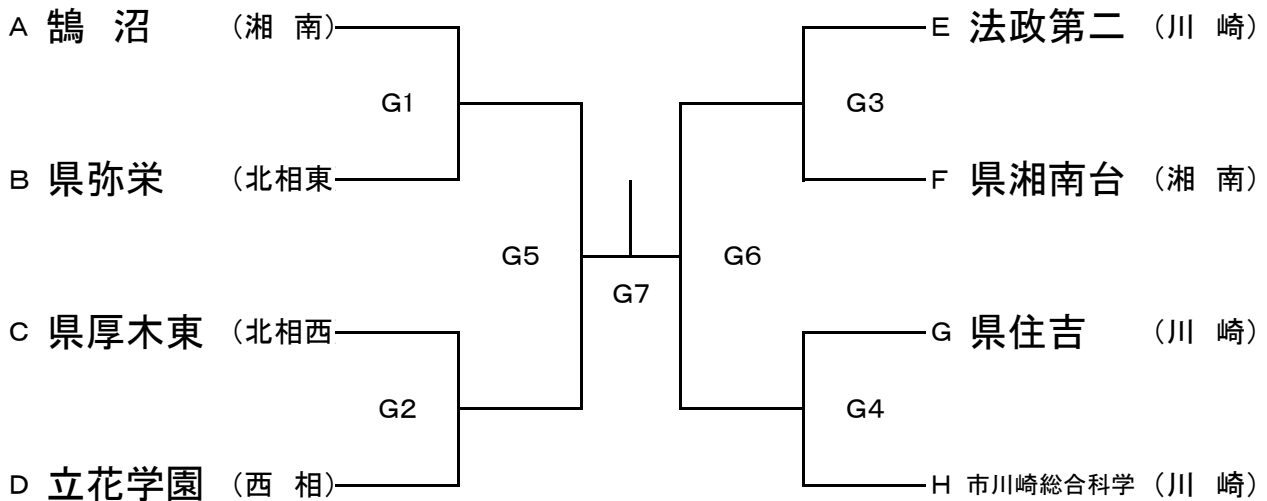 A 鵠 沼 (湘 南)
G1
B 県弥栄 (北相東
G5
C 県厚木東 (北相西
G2
D 立花学園 (西 相)
G7
E 法政第二 (川 崎)
G3
F 県湘南台 (湘 南)
G6
G 県住吉 (川 崎)
G4
H 市川崎総合科学 (川 崎)